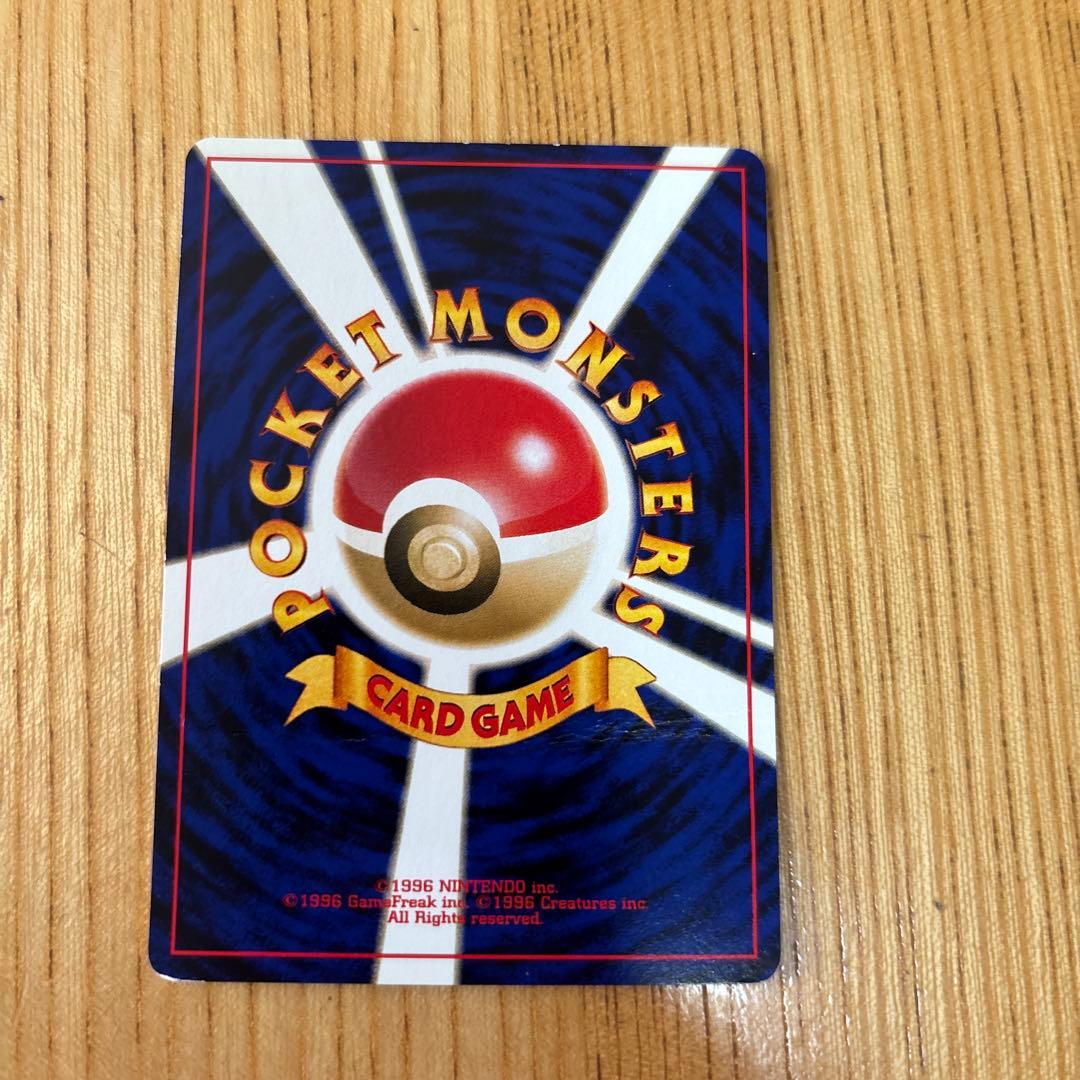 POCKET MONSTERS
CARD GAME
©1996 NINTENDO inc.
©1996 GameFreak inc. ©1996 Creatures inc.
All Rights reserved.